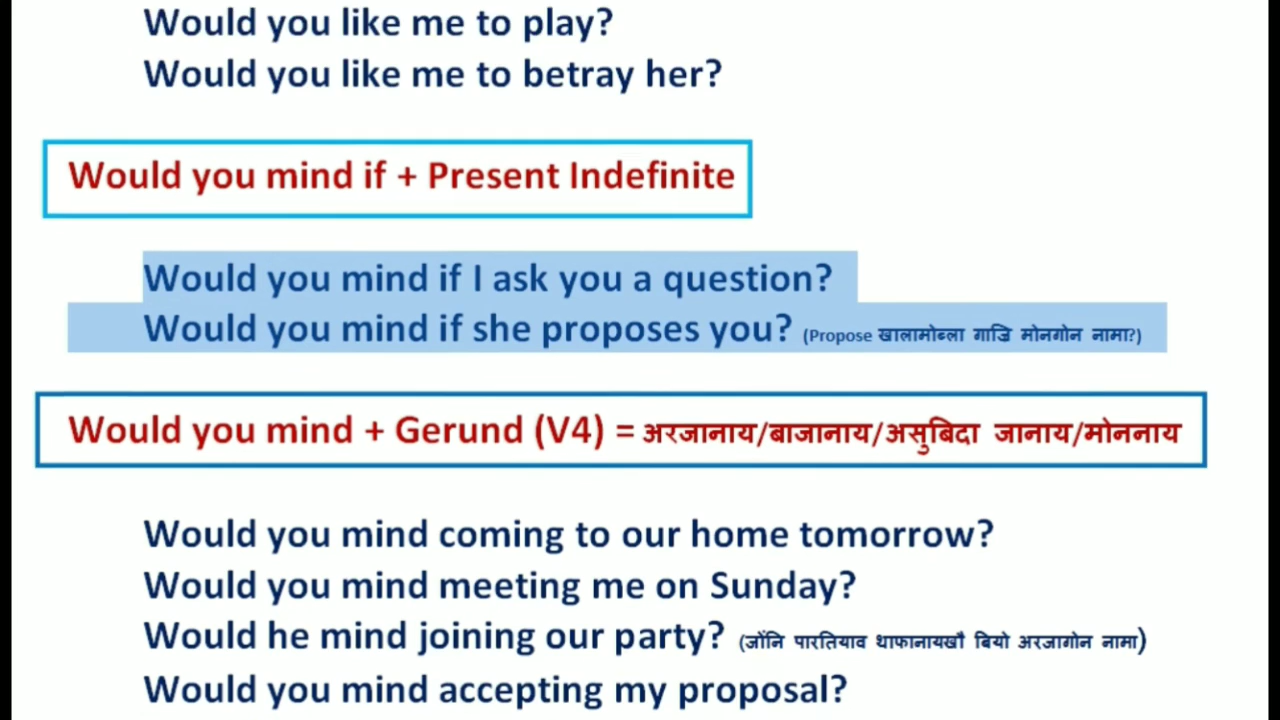 Would you like me to play?
Would you like me to betray her?
Would you mind if + Present Indefinite
Would you mind if I ask you a question?
Would you mind if she proposes you? (Propose खालामोब्ला गाज्रि मोनगोन नामा?)
Would you mind + Gerund (V4) = अरजानाय/बाजानाय/असुबिदा जानाय/मोननाय
Would you mind coming to our home tomorrow?
Would you mind meeting me on Sunday?
Would he mind joining our party? (जोंनि पारतियाव थाफानायखौ बियो अरजागोन नामा)
Would you mind accepting my proposal?